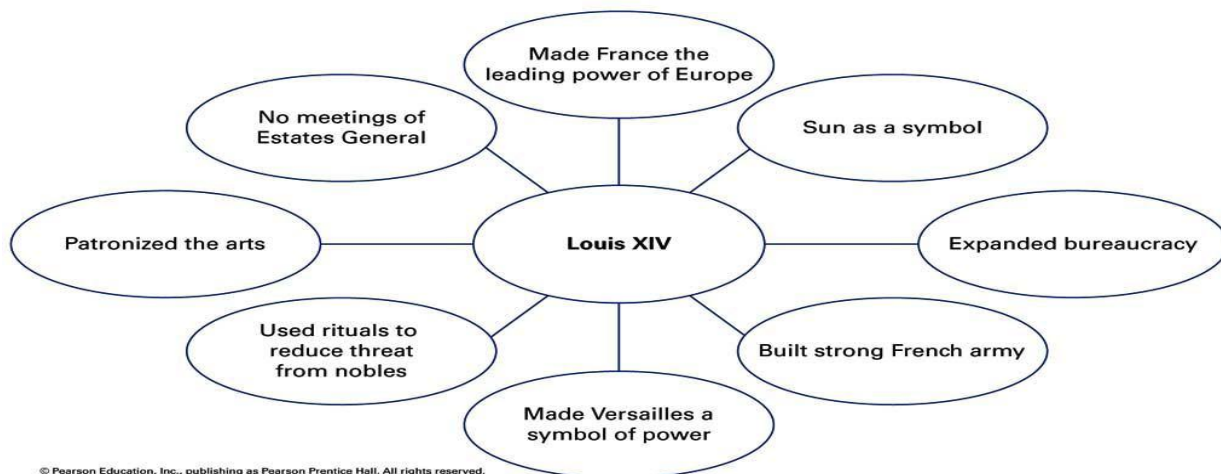 Made France the
leading power of Europe
No meetings of
Estates General
Sun as a symbol
Patronized the arts
Louis XIV
Expanded bureaucracy
Used rituals to
reduce threat
from nobles
Built strong French army
Made Versailles a
symbol of power
© Pearson Education, Inc., publishing as Pearson Prentice Hall. All rights reserved.